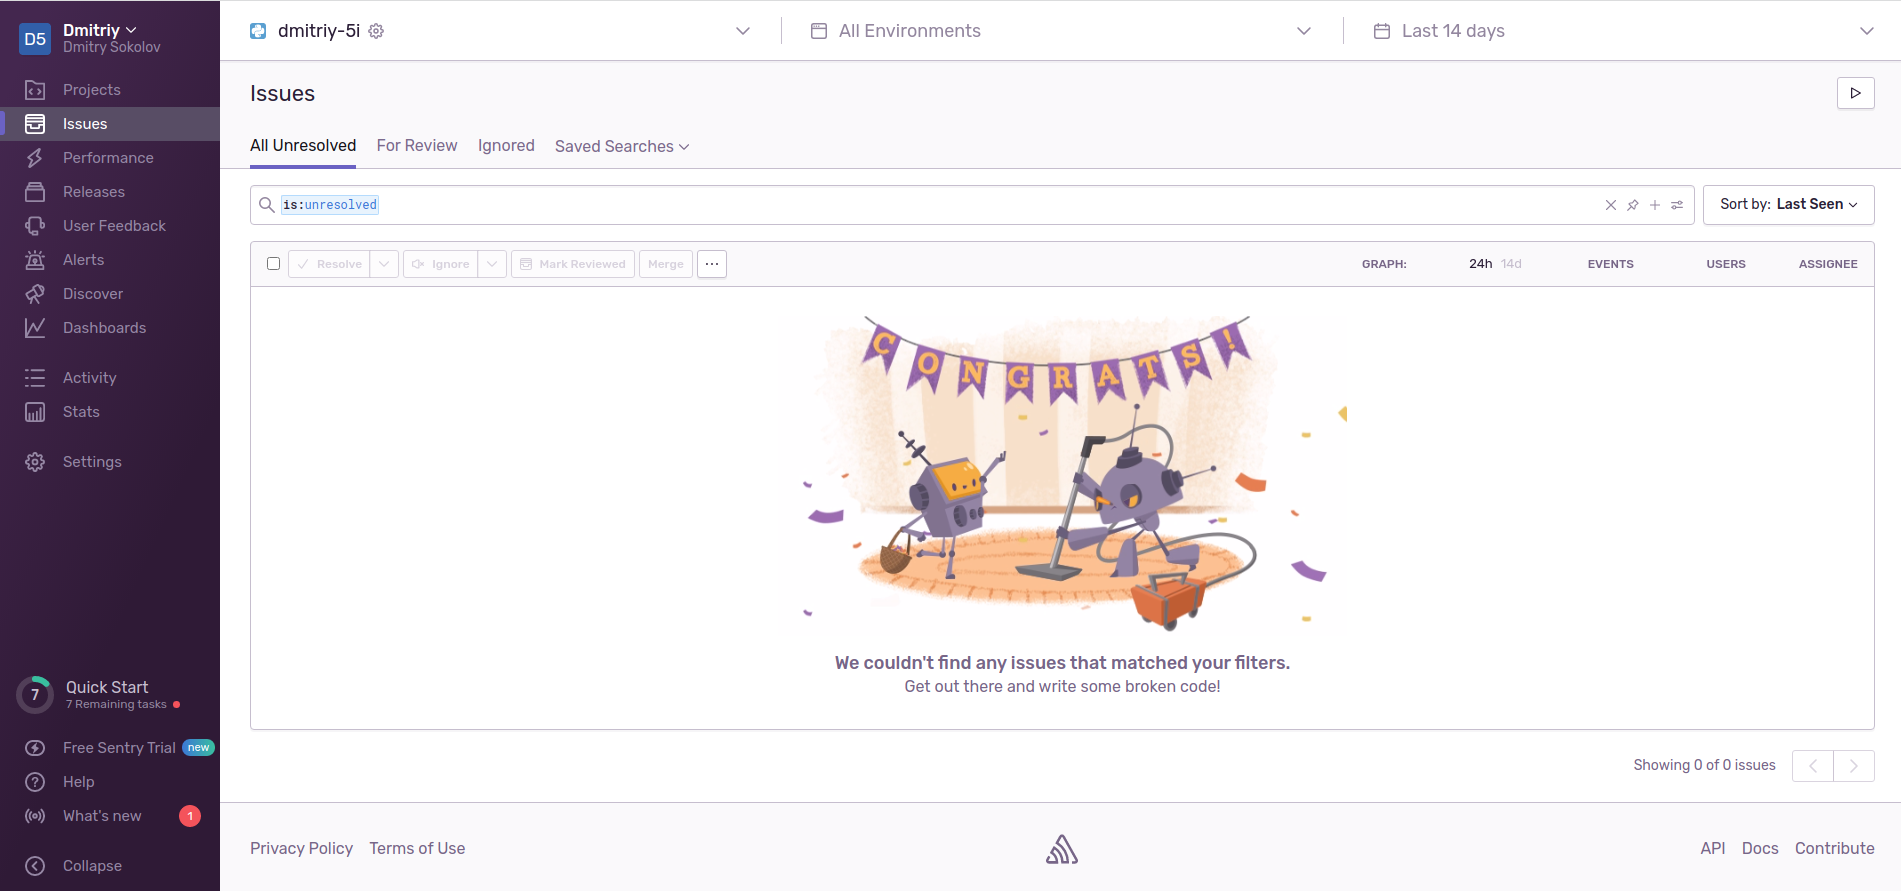 D5
Dmitriy
Dmitry Sokolov
Projects
Issues
Performance
Releases
User Feedback
Alerts
Discover
Dashboards
Activity
Stats
Settings
7
Quick Start
7 Remaining tasks
Free Sentry Trial new
Help
What's new 1
Collapse
dmitriy-5i
All Environments
Last 14 days
Issues
All Unresolved For Review Ignored Saved Searches
is:unresolved
Sort by: Last Seen
Resolve Ignore Mark Reviewed Merge ... GRAPH: 24h 14d EVENTS USERS ASSIGNEE
CONGRATS!
We couldn't find any issues that matched your filters.
Get out there and write some broken code!
Showing 0 of 0 issues
Privacy Policy Terms of Use API Docs Contribute